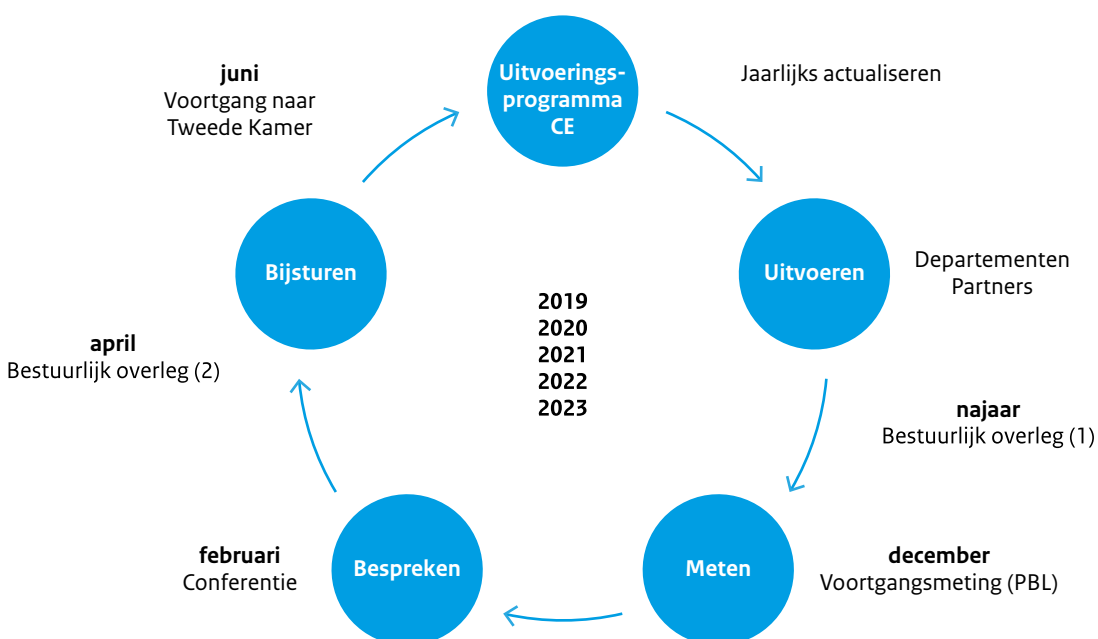 Uitvoerings-
programma
CE
Jaarlijks actualiseren
Uitvoeren
Departementen
Partners
najaar
Bestuurlijk overleg (1)
Meten
december
Voortgangsmeting (PBL)
Bespreken
februari
Conferentie
april
Bestuurlijk overleg (2)
Bijsturen
juni
Voortgang naar
Tweede Kamer
2019
2020
2021
2022
2023